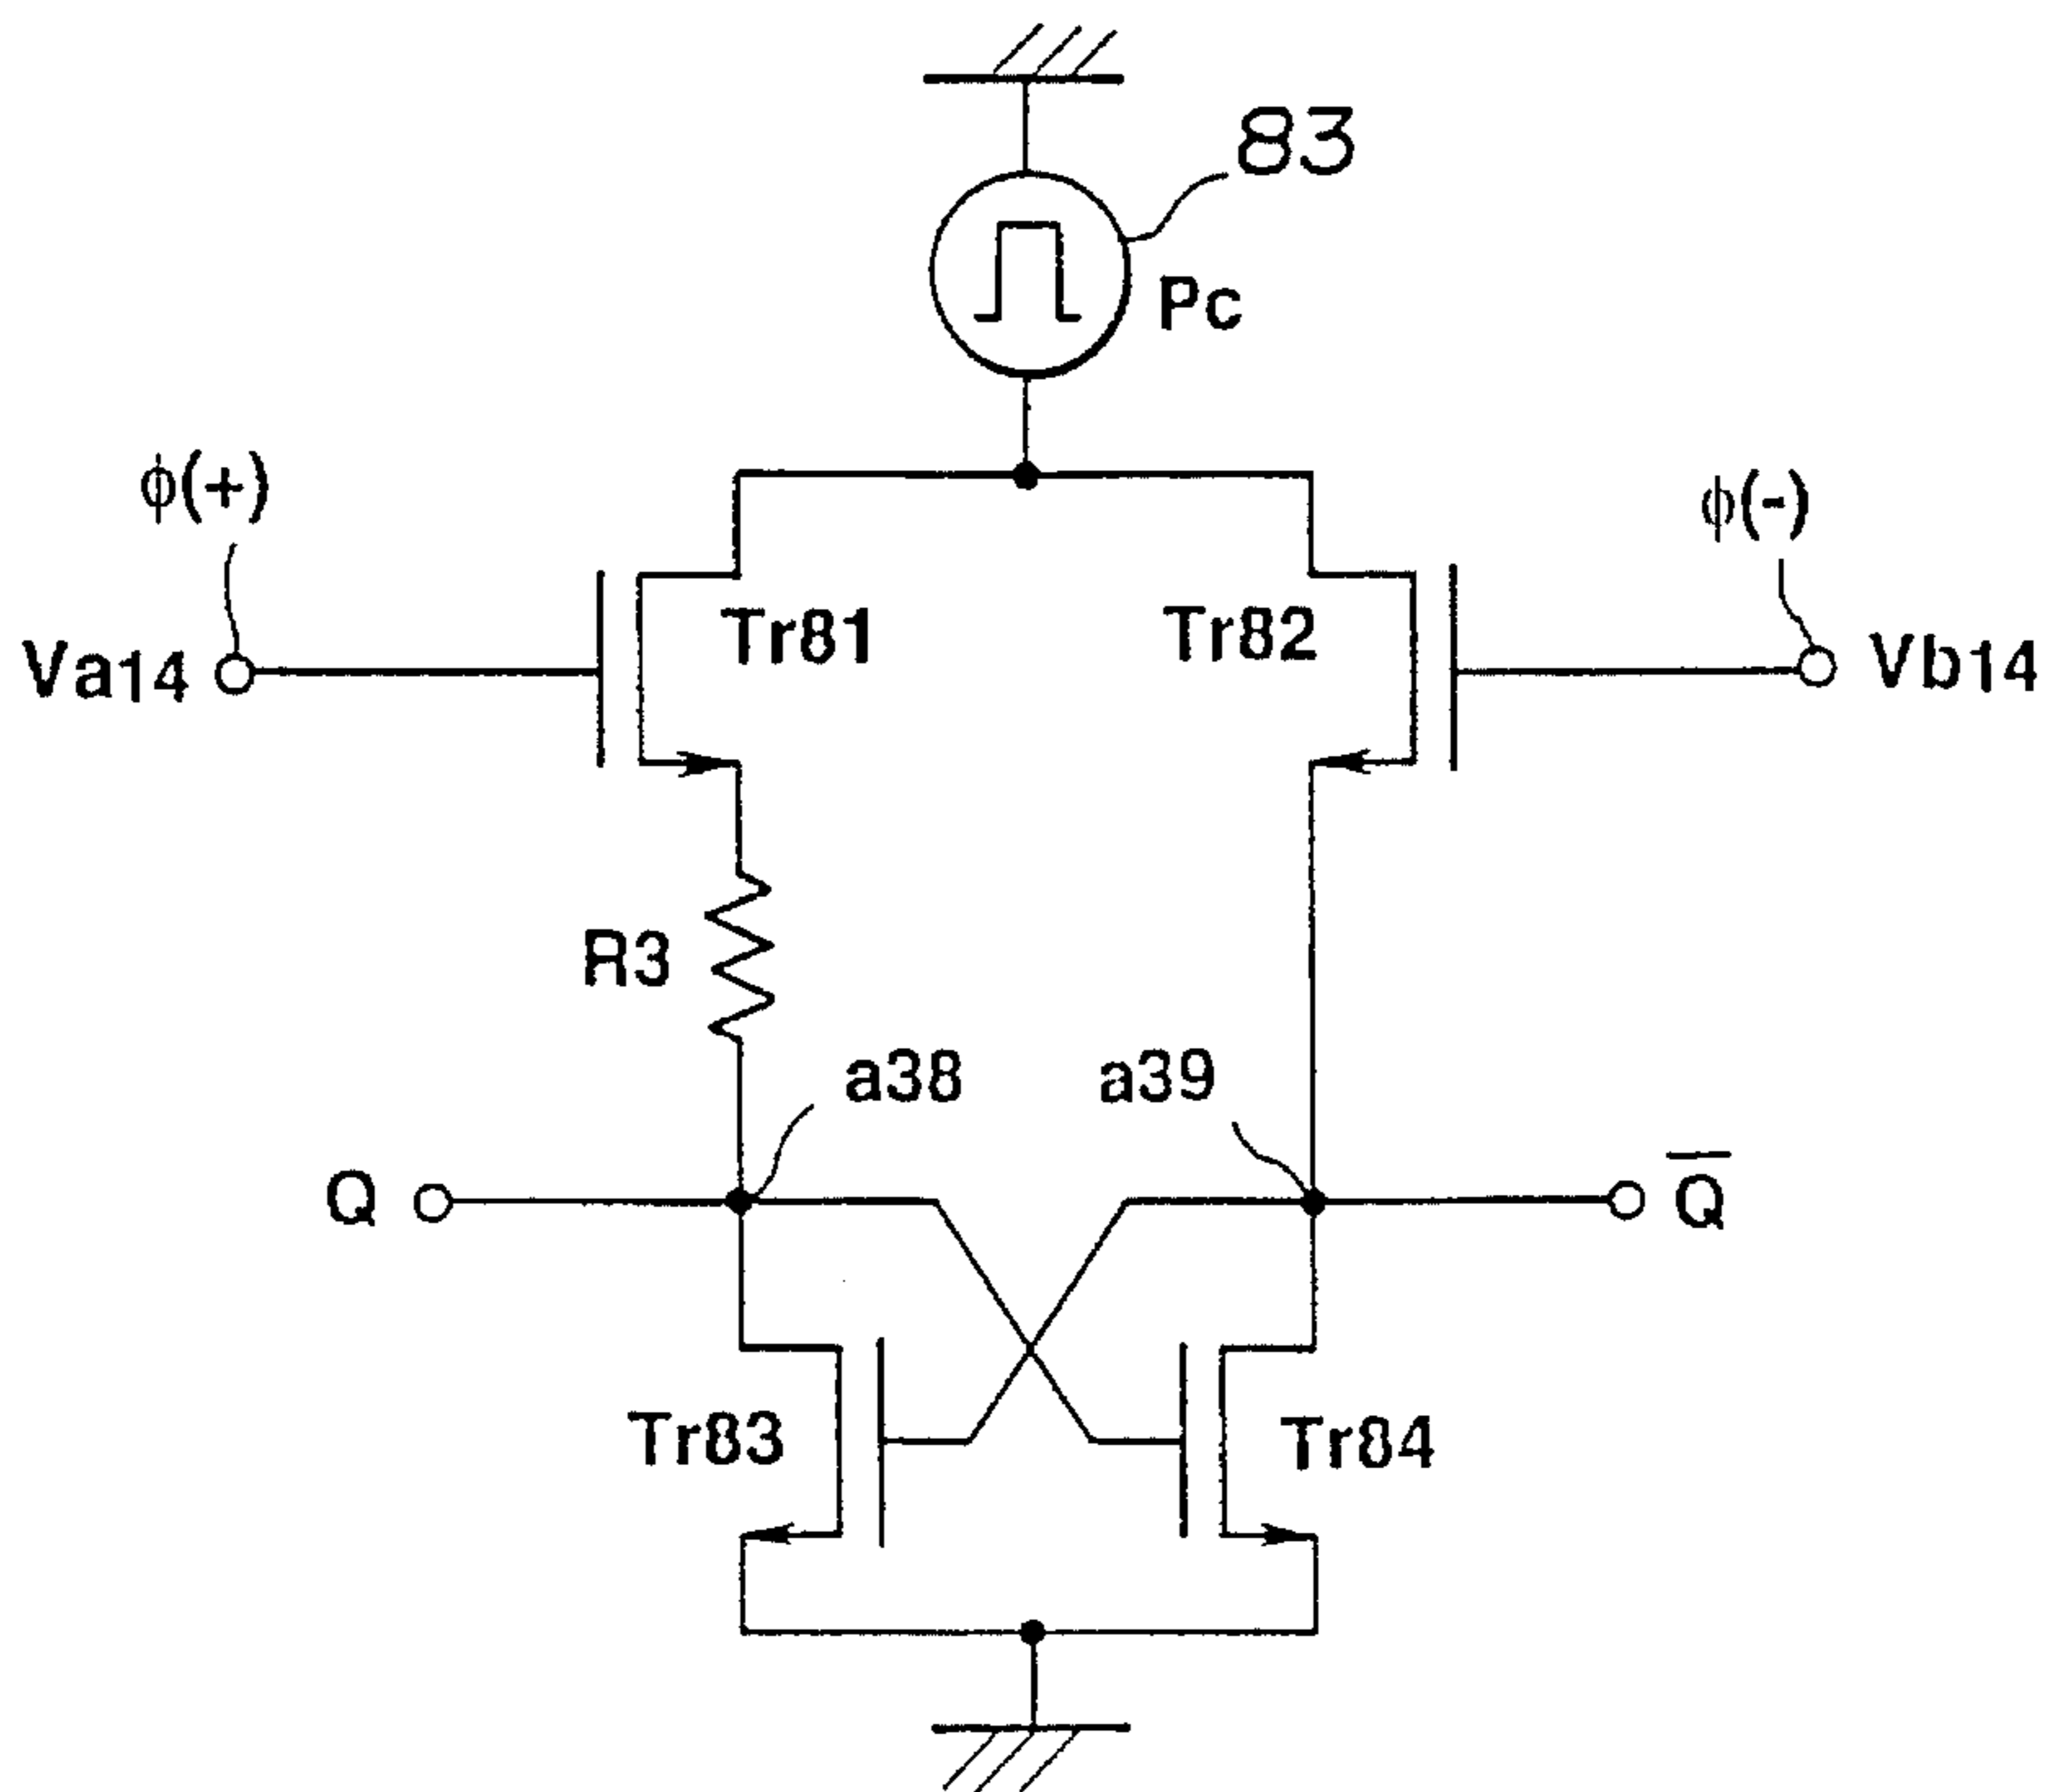 83
Pc
ϕ(+)
ϕ(-)
Tr81
Tr82
Va14
Vb14
R3
a38
a39
Q
Q̅
Tr83
Tr84